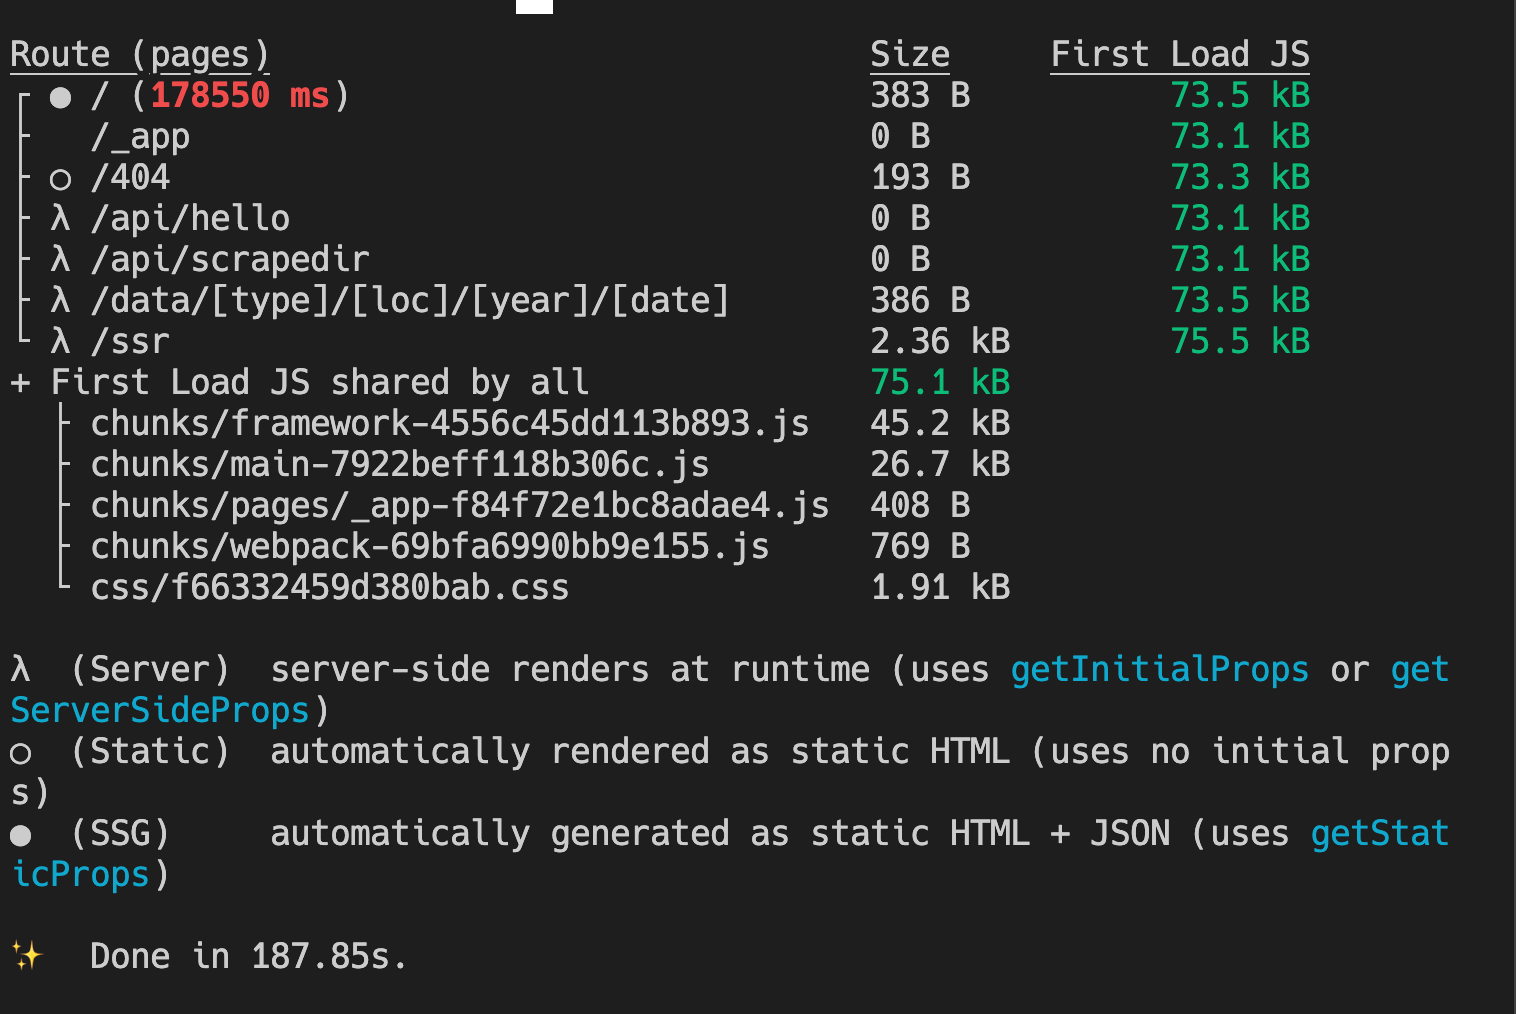 Route (pages) Size First Load JS
┌ ● / (178550 ms) 383 B 73.5 kB
├   /_app 0 B 73.1 kB
├ ○ /404 193 B 73.3 kB
├ λ /api/hello 0 B 73.1 kB
├ λ /api/scrapedir 0 B 73.1 kB
├ λ /data/[type]/[loc]/[year]/[date] 386 B 73.5 kB
└ λ /ssr 2.36 kB 75.5 kB
+ First Load JS shared by all 75.1 kB
├ chunks/framework-4556c45dd113b893.js 45.2 kB
├ chunks/main-7922beff118b306c.js 26.7 kB
├ chunks/pages/_app-f84f72e1bc8adae4.js 408 B
├ chunks/webpack-69bfa6990bb9e155.js 769 B
└ css/f66332459d380bab.css 1.91 kB
λ (Server) server-side renders at runtime (uses getInitialProps or get
ServerSideProps)
○ (Static) automatically rendered as static HTML (uses no initial prop
s)
● (SSG) automatically generated as static HTML + JSON (uses getStat
icProps)
✨ Done in 187.85s.